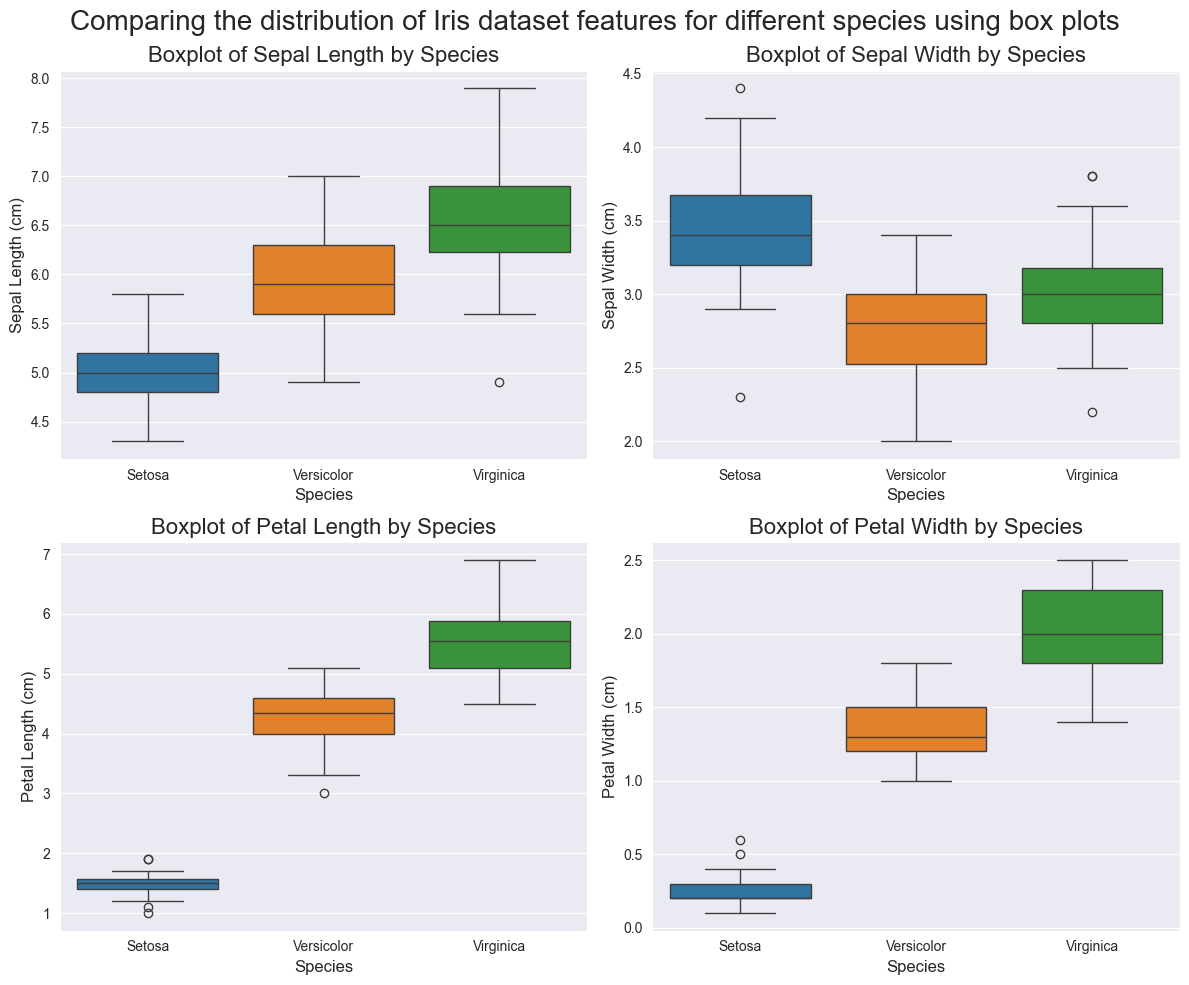 Comparing the distribution of Iris dataset features for different species using box plots
Boxplot of Sepal Length by Species
Sepal Length (cm)
8.0
7.5
7.0
6.5
6.0
5.5
5.0
4.5
Setosa Versicolor Virginica
Species
Boxplot of Sepal Width by Species
Sepal Width (cm)
4.5
4.0
3.5
3.0
2.5
2.0
Setosa Versicolor Virginica
Species
Boxplot of Petal Length by Species
Petal Length (cm)
7
6
5
4
3
2
1
Setosa Versicolor Virginica
Species
Boxplot of Petal Width by Species
Petal Width (cm)
2.5
2.0
1.5
1.0
0.5
0.0
Setosa Versicolor Virginica
Species